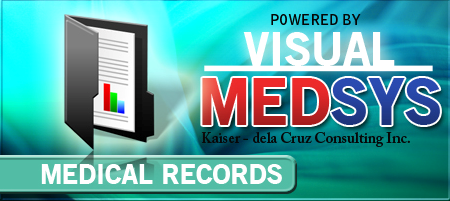 POWERED BY
VISUAL
MEDSYS
Kaiser - dela Cruz Consulting Inc.
MEDICAL RECORDS